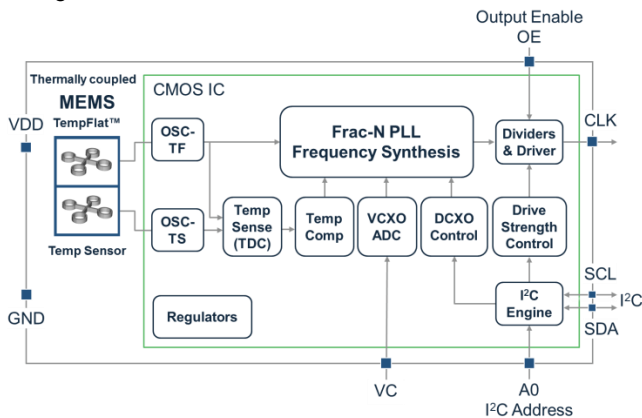 Output Enable
OE
Thermally coupled
MEMS
TempFlat™
CMOS IC
VDD
CLK
OSC-
TF
Frac-N PLL
Frequency Synthesis
Dividers
& Driver
Temp Sensor
OSC-
TS
Temp
Sense
(TDC)
Temp
Comp
VCXO
ADC
DCXO
Control
Drive
Strength
Control
GND
Regulators
I²C
Engine
SCL
I²C
SDA
VC
A0
I²C Address